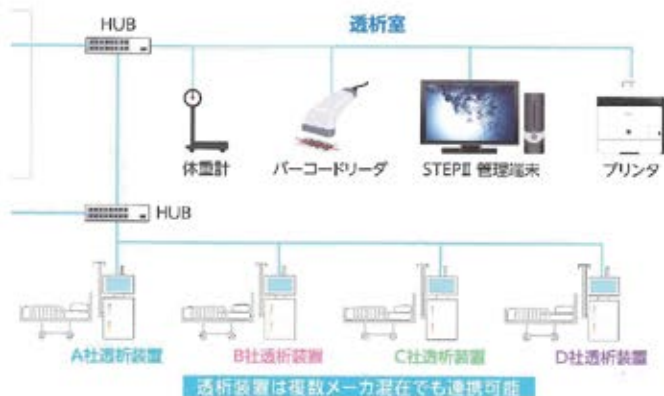 HUB
透析室
体重計
バーコードリーダ
STEPⅡ 管理端末
プリンタ
HUB
A社透析装置
B社透析装置
C社透析装置
D社透析装置
透析装置は複数メーカ混在でも連携可能